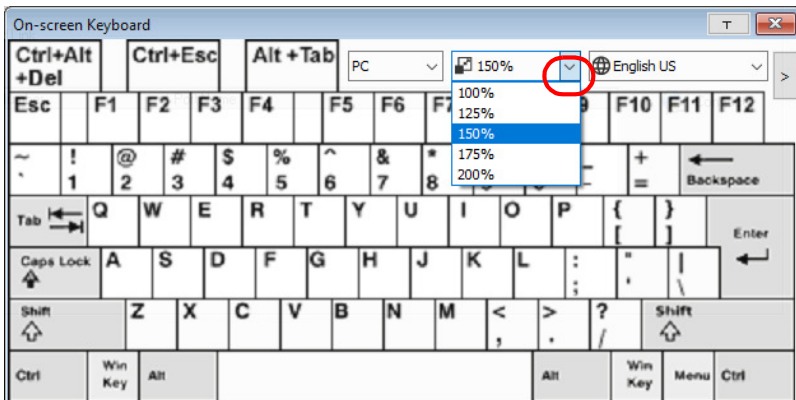 On-screen Keyboard
Ctrl+Alt +Del Ctrl+Esc Alt +Tab PC 150% English US >
100%
125%
150%
175%
200%
Esc F1 F2 F3 F4 F5 F6 F7 9 F10 F11 F12
~ ` ! 1 @ 2 # 3 $ 4 % 5 ^ 6 & 7 * 8 _ - + = Backspace
Tab Q W E R T Y U I O P { [ } ] Enter
Caps Lock A S D F G H J K L : ; " ' | \
Shift Z X C V B N M < , > . ? / Shift
Ctrl Win Key Alt Alt Win Key Menu Ctrl